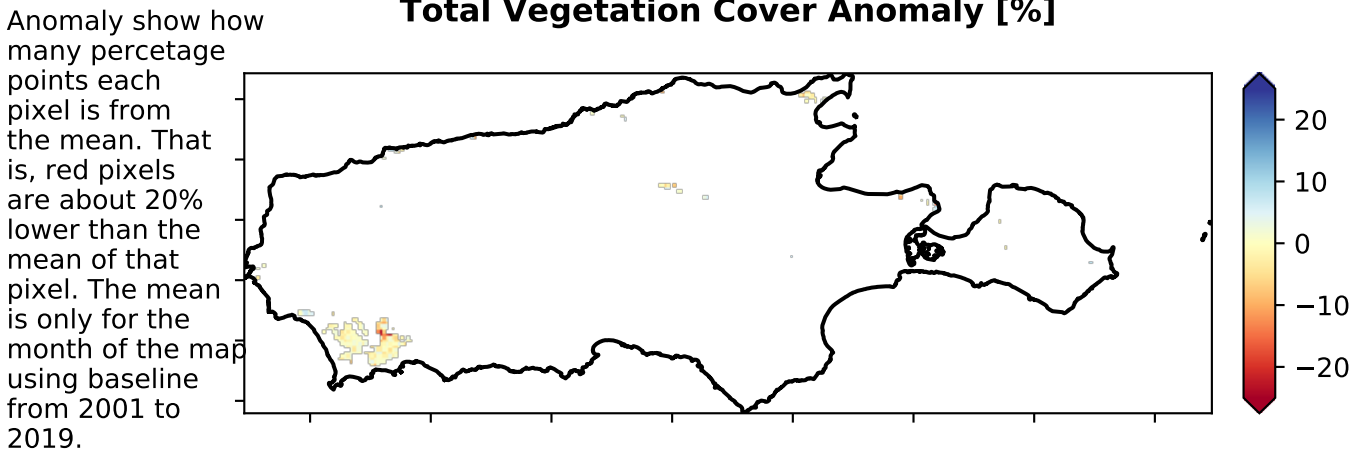 Total Vegetation Cover Anomaly [%]
Anomaly show how
many percetage
points each
pixel is from
the mean. That
is, red pixels
are about 20%
lower than the
mean of that
pixel. The mean
is only for the
month of the map
using baseline
from 2001 to
2019.
20
10
0
−10
−20